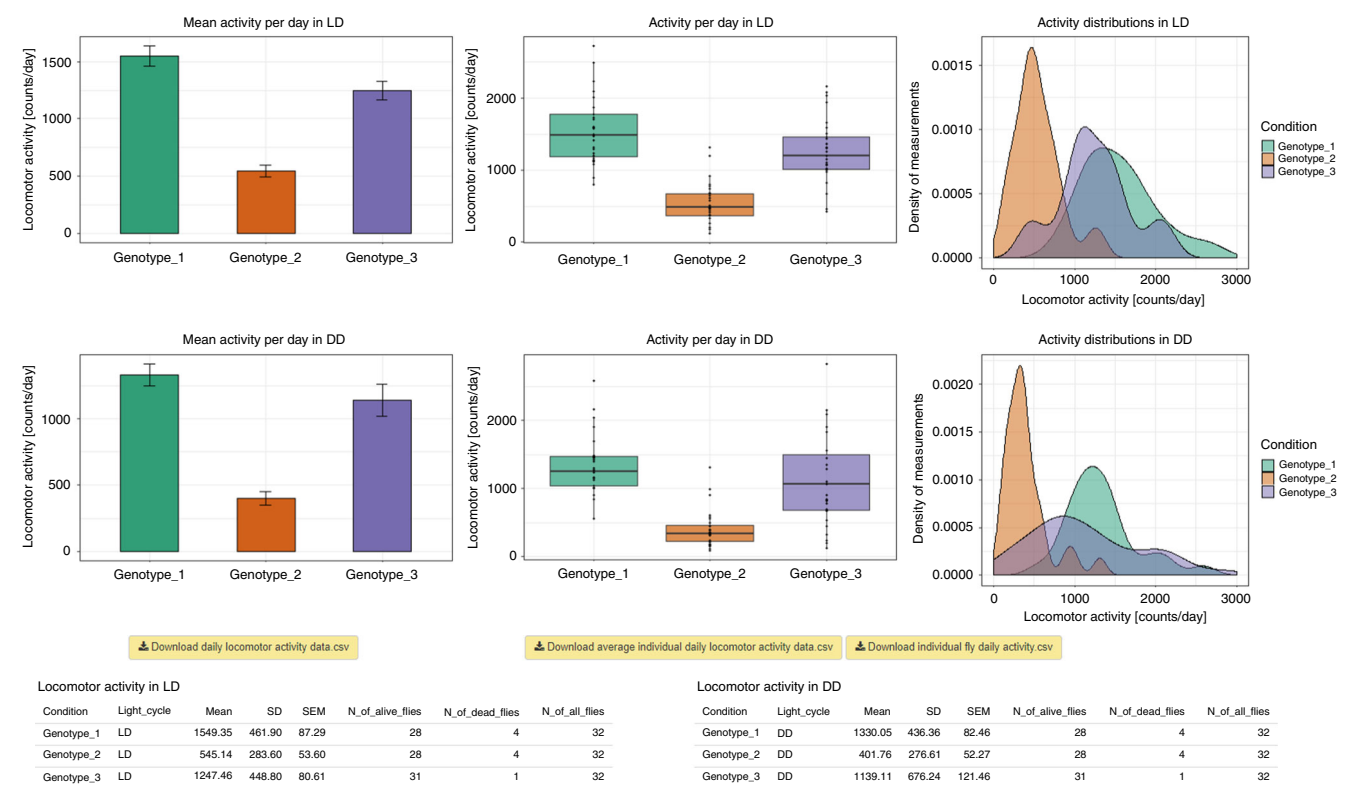 Mean activity per day in LD
Locomotor activity [counts/day]
1500
1000
500
0
Genotype_1 Genotype_2 Genotype_3
Activity per day in LD
Locomotor activity [counts/day]
2000
1000
0
Genotype_1 Genotype_2 Genotype_3
Activity distributions in LD
Density of measurements
0.0015
0.0010
0.0005
0.0000
0 1000 2000 3000
Locomotor activity [counts/day]
Condition
Genotype_1
Genotype_2
Genotype_3
Mean activity per day in DD
Locomotor activity [counts/day]
1000
500
0
Genotype_1 Genotype_2 Genotype_3
Activity per day in DD
Locomotor activity [counts/day]
2000
1000
0
Genotype_1 Genotype_2 Genotype_3
Activity distributions in DD
Density of measurements
0.0020
0.0015
0.0010
0.0005
0.0000
0 1000 2000 3000
Locomotor activity [counts/day]
Condition
Genotype_1
Genotype_2
Genotype_3
Download daily locomotor activity data.csv
Download average individual daily locomotor activity data.csv
Download individual fly daily activity.csv
Locomotor activity in LD
Condition Light_cycle Mean SD SEM N_of_alive_flies N_of_dead_flies N_of_all_flies
Genotype_1 LD 1549.35 461.90 87.29 28 4 32
Genotype_2 LD 545.14 283.60 53.60 28 4 32
Genotype_3 LD 1247.46 448.80 80.61 31 1 32
Locomotor activity in DD
Condition Light_cycle Mean SD SEM N_of_alive_flies N_of_dead_flies N_of_all_flies
Genotype_1 DD 1330.05 436.36 82.46 28 4 32
Genotype_2 DD 401.76 276.61 52.27 28 4 32
Genotype_3 DD 1139.11 676.24 121.46 31 1 32